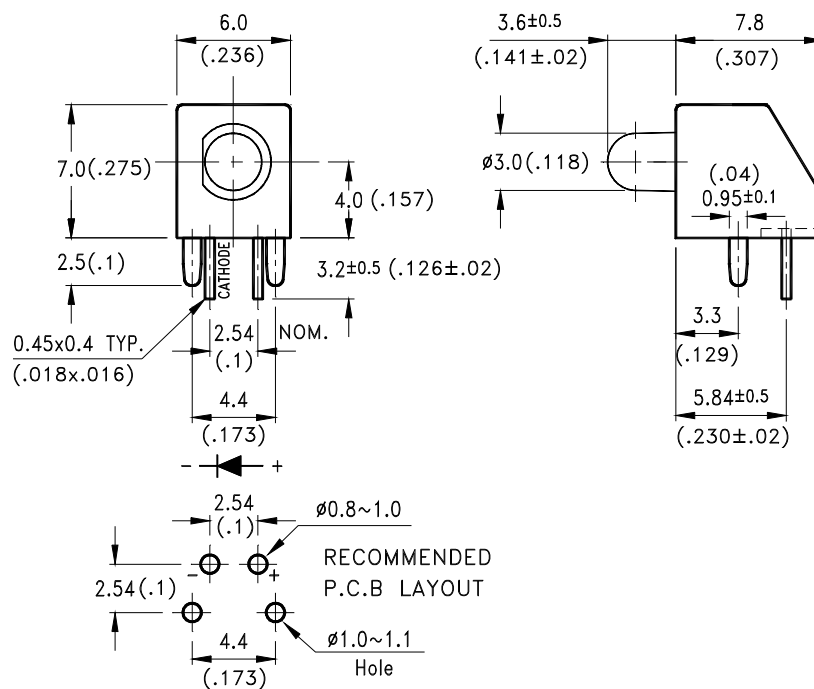 6.0
(.236)
3.6±0.5
(.141±.02)
7.8
(.307)
7.0(.275)
4.0 (.157)
ø3.0(.118)
(.04)
0.95±0.1
2.5(.1)
CATHODE
3.2±0.5 (.126±.02)
0.45x0.4 TYP.
(.018x.016)
2.54 NOM.
(.1)
3.3
(.129)
4.4
(.173)
5.84±0.5
(.230±.02)
- +
2.54
(.1)
ø0.8~1.0
- +
RECOMMENDED
P.C.B LAYOUT
2.54(.1)
4.4
(.173)
ø1.0~1.1
Hole